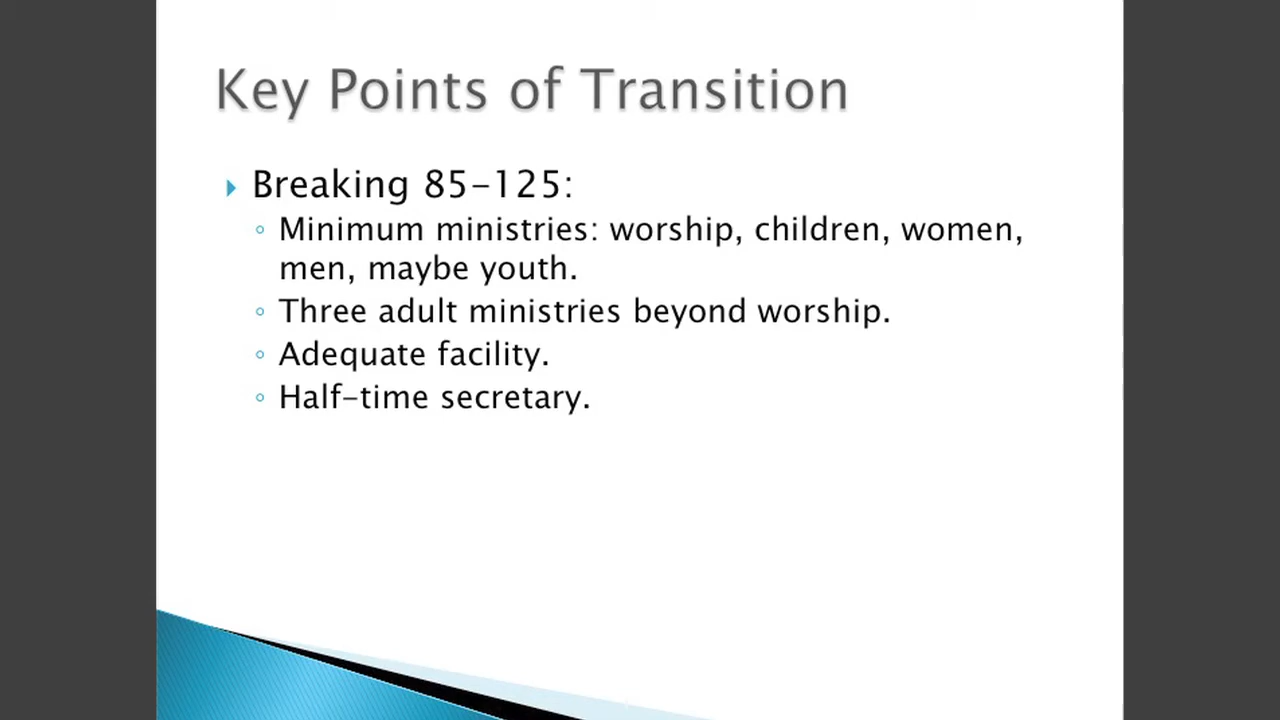 Key Points of Transition
Breaking 85-125:
Minimum ministries: worship, children, women,
men, maybe youth.
Three adult ministries beyond worship.
Adequate facility.
Half-time secretary.